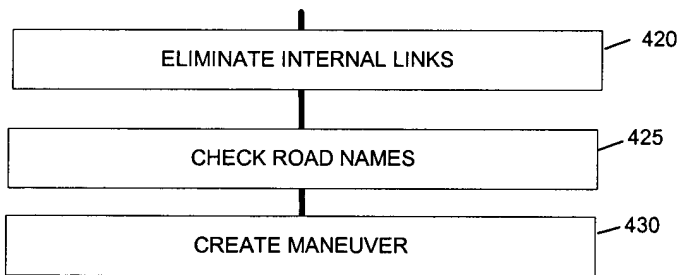 ELIMINATE INTERNAL LINKS
420
CHECK ROAD NAMES
425
CREATE MANEUVER
430